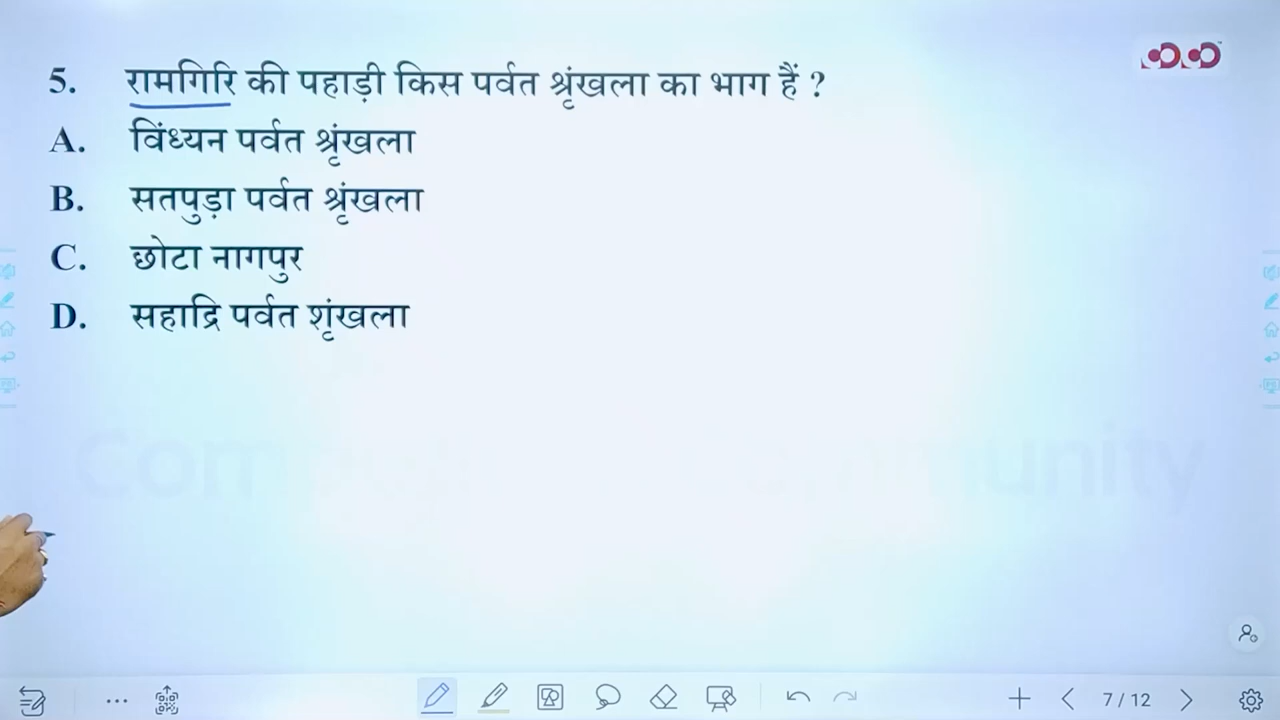 5. रामगिरि की पहाड़ी किस पर्वत श्रृंखला का भाग हैं ?
A. विंध्यन पर्वत श्रृंखला
B. सतपुड़ा पर्वत श्रृंखला
C. छोटा नागपुर
D. सहाद्रि पर्वत शृंखला
7 / 12